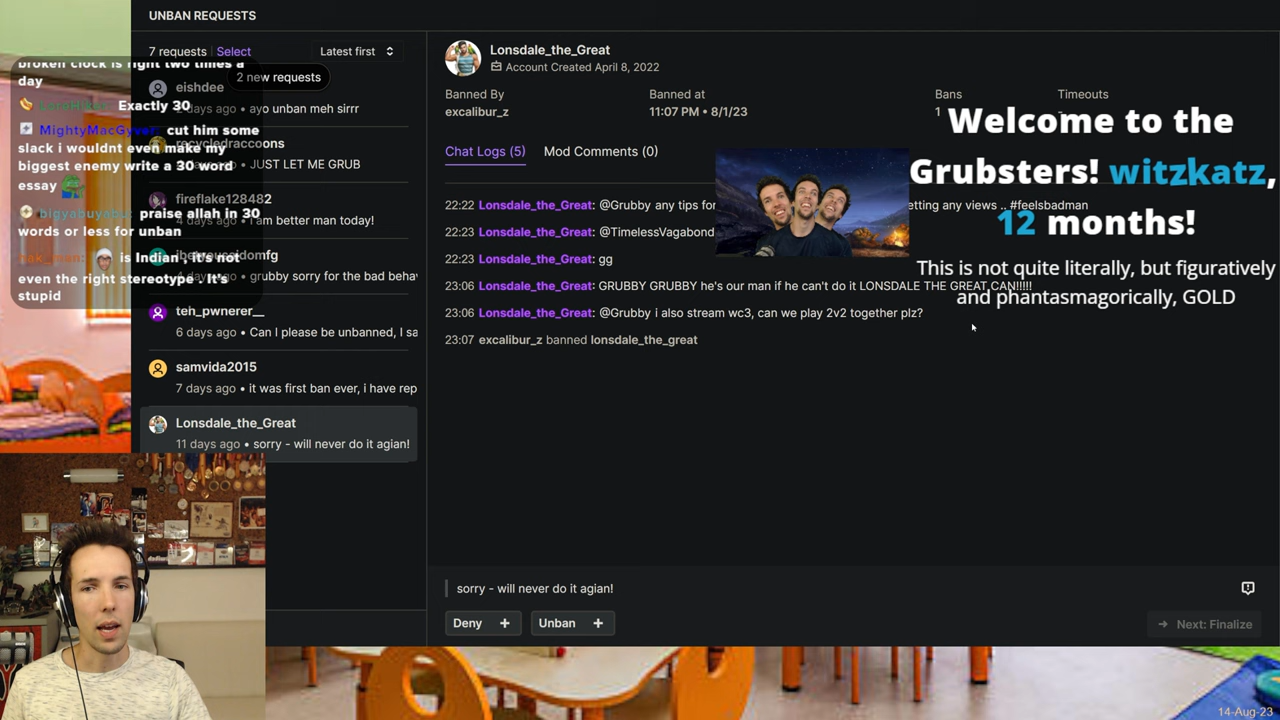 UNBAN REQUESTS
7 requests Select
Latest first
2 new requests
eishdee
days ago • ayo unban meh sirrr
recycledraccoons
• JUST LET ME GRUB
fireflake128482
days ago • I am better man today!
days ago • grubby sorry for the bad behav
teh_pwnerer__
6 days ago • Can I please be unbanned, I sa
samvida2015
7 days ago • it was first ban ever, i have rep
Lonsdale_the_Great
11 days ago • sorry - will never do it agian!
broken clock is right two times a
day
Exactly 30
MightyMacGyver: cut him some
slack i wouldnt even make my
biggest enemy write a 30 word
essay
bigyabuyabu: praise allah in 30
words or less for unban
is Indian , it's not
even the right stereotype . It's
stupid
Lonsdale_the_Great
Account Created April 8, 2022
Banned By
excalibur_z
Banned at
11:07 PM • 8/1/23
Bans
1
Timeouts
Chat Logs (5)
Mod Comments (0)
22:22 Lonsdale_the_Great: @Grubby any tips for
etting any views .. #feelsbadman
22:23 Lonsdale_the_Great: @TimelessVagabond
22:23 Lonsdale_the_Great: gg
23:06 Lonsdale_the_Great: GRUBBY GRUBBY he's our man if he can't do it LONSDALE THE GREAT CAN!!!!!
23:06 Lonsdale_the_Great: @Grubby i also stream wc3, can we play 2v2 together plz?
23:07 excalibur_z banned lonsdale_the_great
Welcome to the
Grubsters! witzkatz,
12 months!
This is not quite literally, but figuratively
and phantasmagorically, GOLD
sorry - will never do it agian!
Deny +
Unban +
Next: Finalize
14-Aug-23